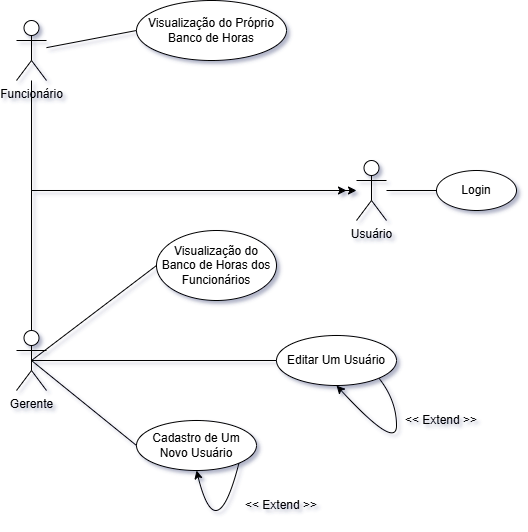 Visualização do Próprio
Banco de Horas
Funcionário
Login
Usuário
Visualização do
Banco de Horas dos
Funcionários
Editar Um Usuário
Gerente
<< Extend >>
Cadastro de Um
Novo Usuário
<< Extend >>